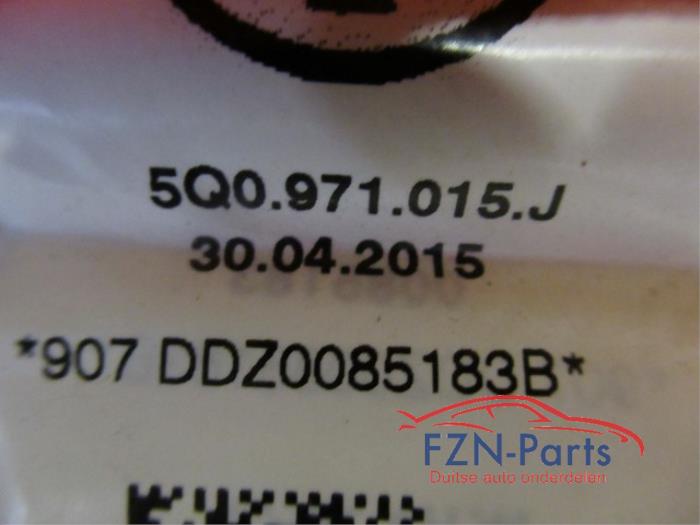 5Q0.971.015.J
30.04.2015
*907 DDZ0085183B*
FZN-Parts
Duitse auto onderdelen